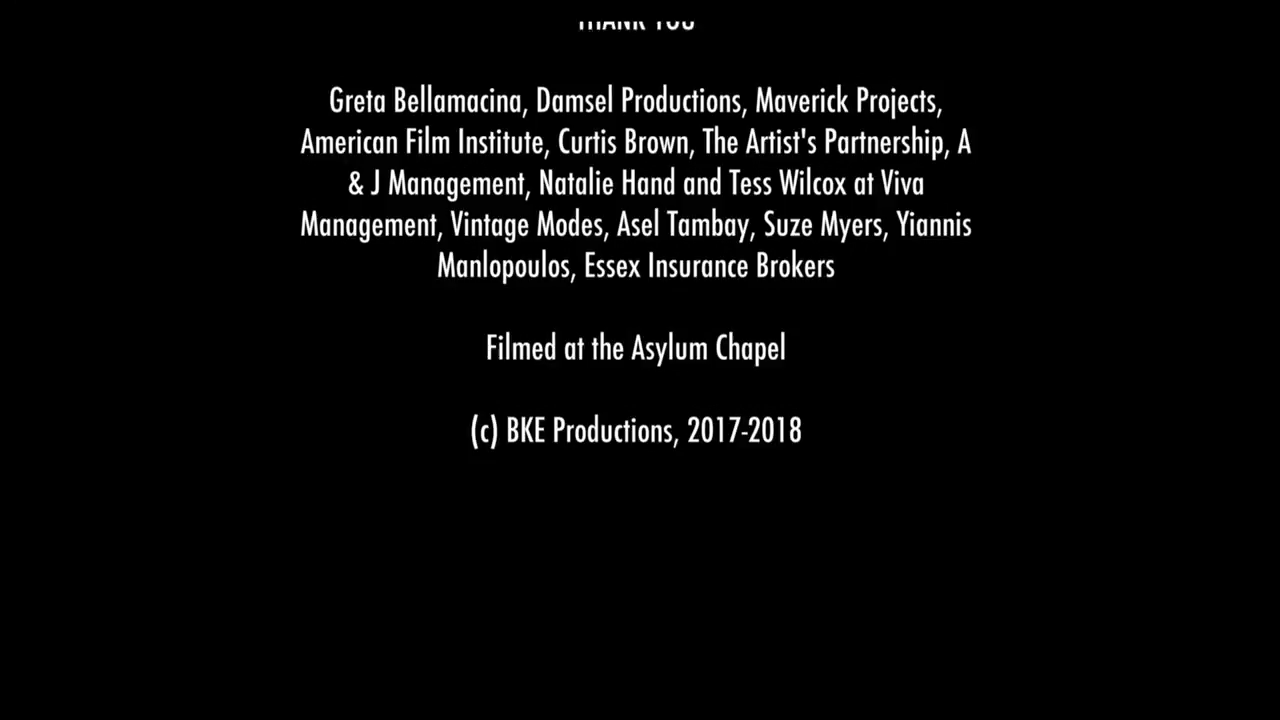 THANK YOU
Greta Bellamacina, Damsel Productions, Maverick Projects,
American Film Institute, Curtis Brown, The Artist's Partnership, A
& J Management, Natalie Hand and Tess Wilcox at Viva
Management, Vintage Modes, Asel Tambay, Suze Myers, Yiannis
Manlopoulos, Essex Insurance Brokers
Filmed at the Asylum Chapel
(c) BKE Productions, 2017-2018